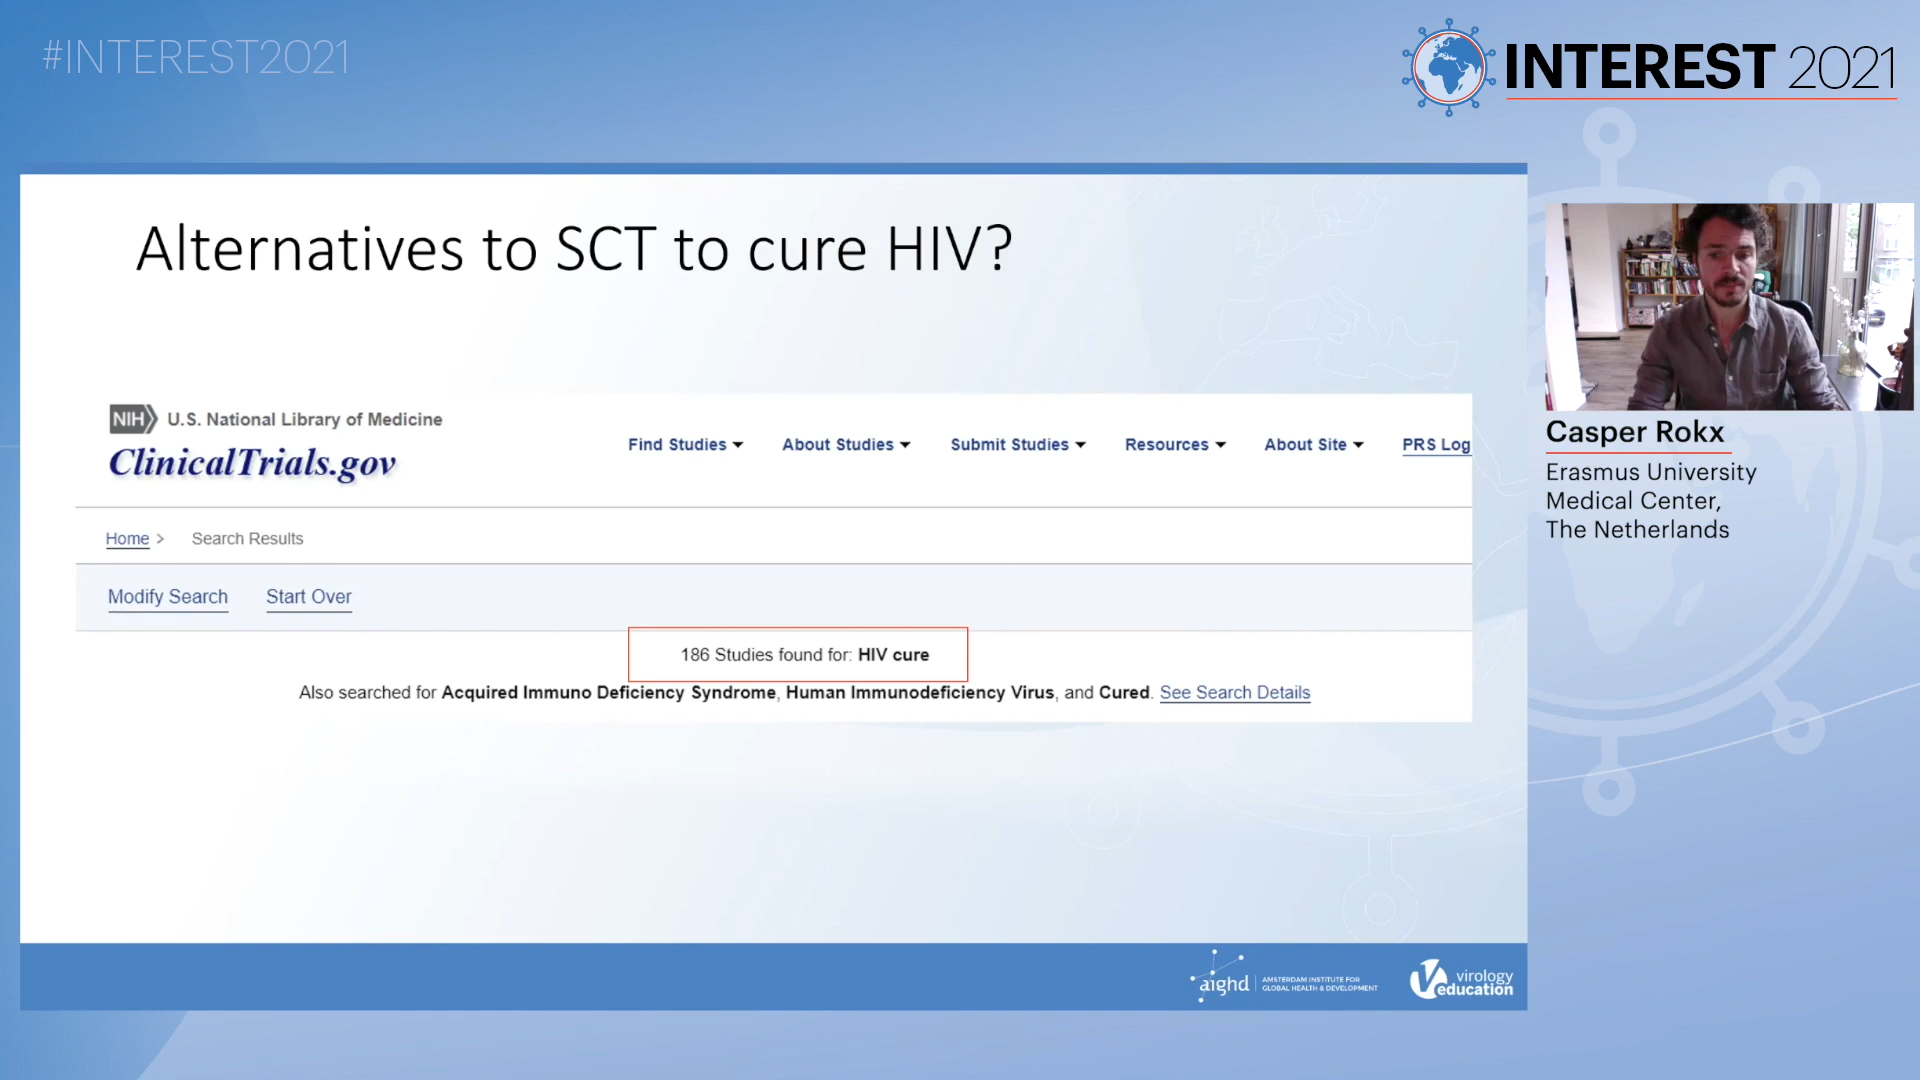 #INTEREST2021
INTEREST 2021
Alternatives to SCT to cure HIV?
NIH U.S. National Library of Medicine
ClinicalTrials.gov
Find Studies About Studies Submit Studies Resources About Site PRS Log
Home > Search Results
Modify Search Start Over
186 Studies found for: HIV cure
Also searched for Acquired Immuno Deficiency Syndrome, Human Immunodeficiency Virus, and Cured. See Search Details
Casper Rokx
Erasmus University
Medical Center,
The Netherlands
aighd
AMSTERDAM INSTITUTE FOR
GLOBAL HEALTH & DEVELOPMENT
virology
education